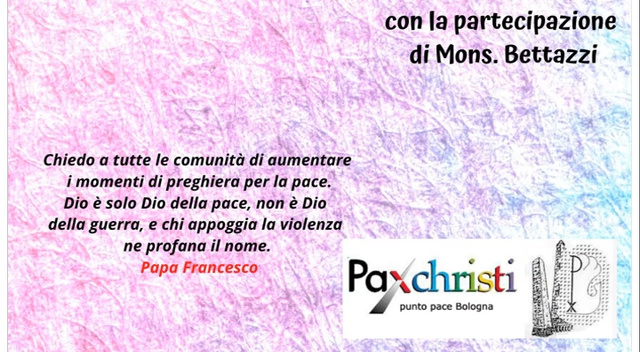 con la partecipazione
di Mons. Bettazzi
Chiedo a tutte le comunità di aumentare
i momenti di preghiera per la pace.
Dio è solo Dio della pace, non è Dio
della guerra, e chi appoggia la violenza
ne profana il nome.
Papa Francesco
Paxchristi
punto pace Bologna
P
x